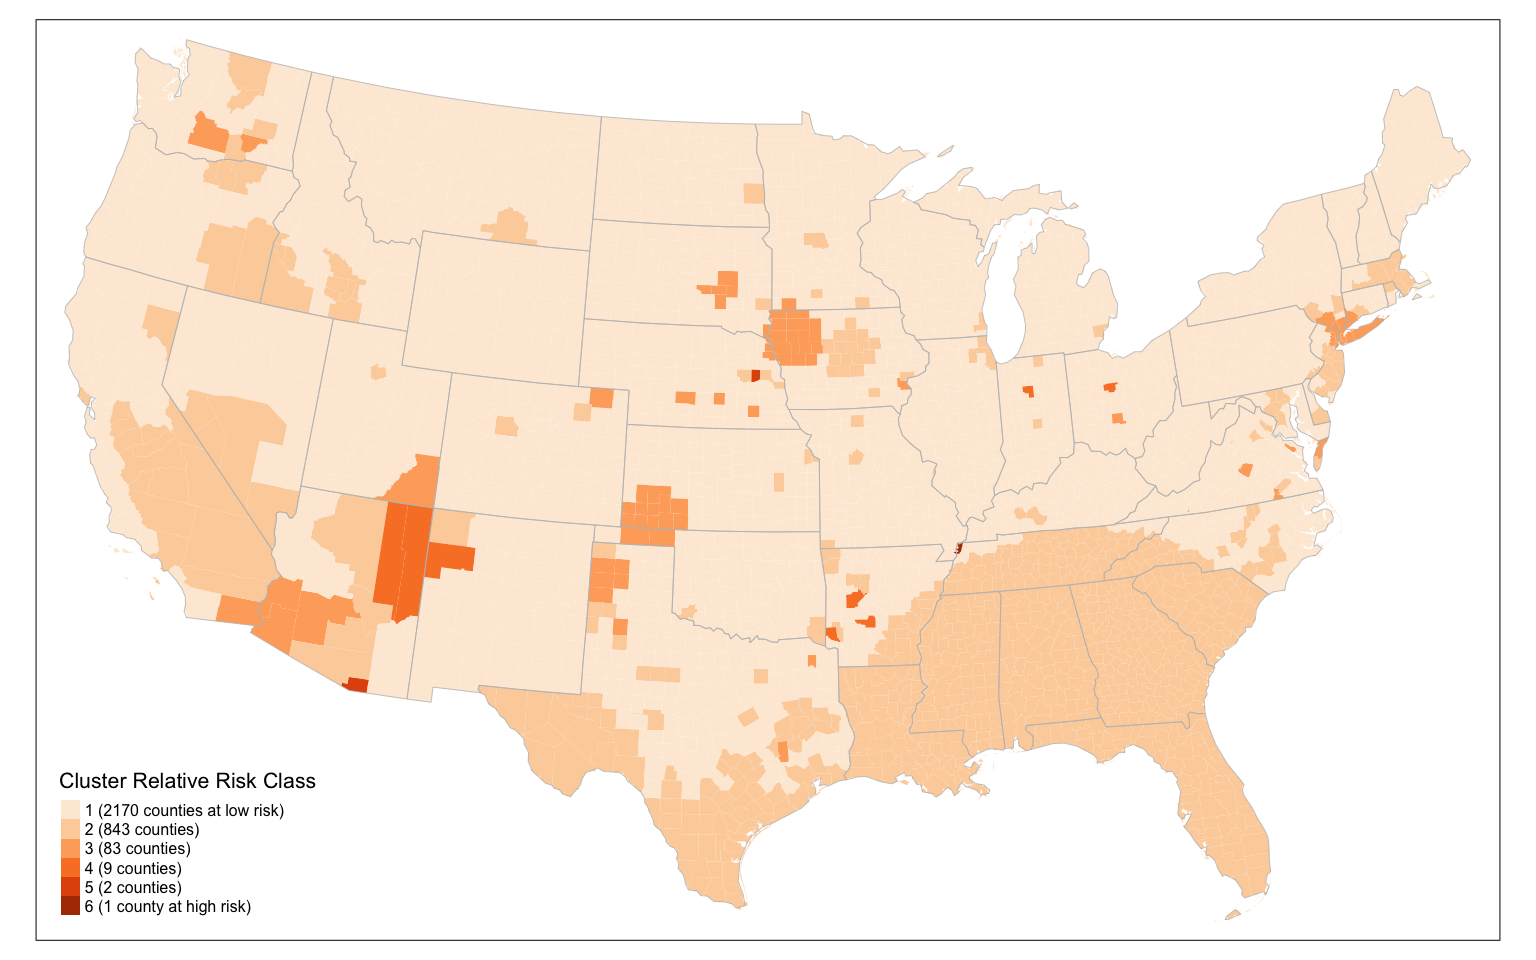 Cluster Relative Risk Class
1 (2170 counties at low risk)
2 (843 counties)
3 (83 counties)
4 (9 counties)
5 (2 counties)
6 (1 county at high risk)